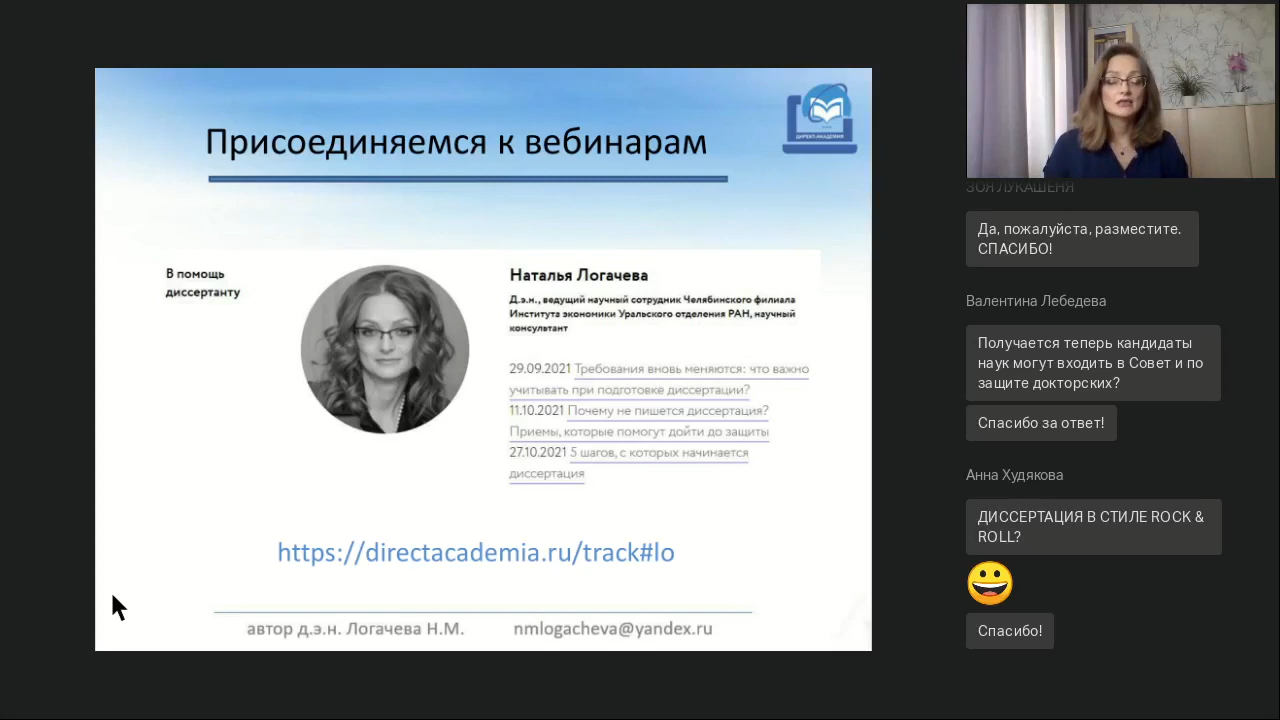 Присоединяемся к вебинарам
ДИРЕКТ-АКАДЕМИЯ
В помощь
диссертанту
Наталья Логачева
Д.э.н., ведущий научный сотрудник Челябинского филиала
Института экономики Уральского отделения РАН, научный
консультант
29.09.2021 Требования вновь меняются: что важно
учитывать при подготовке диссертации?
11.10.2021 Почему не пишется диссертация?
Приемы, которые помогут дойти до защиты
27.10.2021 5 шагов, с которых начинается
диссертация
https://directacademia.ru/track#lo
автор д.э.н. Логачева Н.М. nmlogacheva@yandex.ru
ЗОЯ ЛУКАШЕНЯ
Да, пожалуйста, разместите.
СПАСИБО!
Валентина Лебедева
Получается теперь кандидаты
наук могут входить в Совет и по
защите докторских?
Спасибо за ответ!
Анна Худякова
ДИССЕРТАЦИЯ В СТИЛЕ ROCK &
ROLL?
Спасибо!